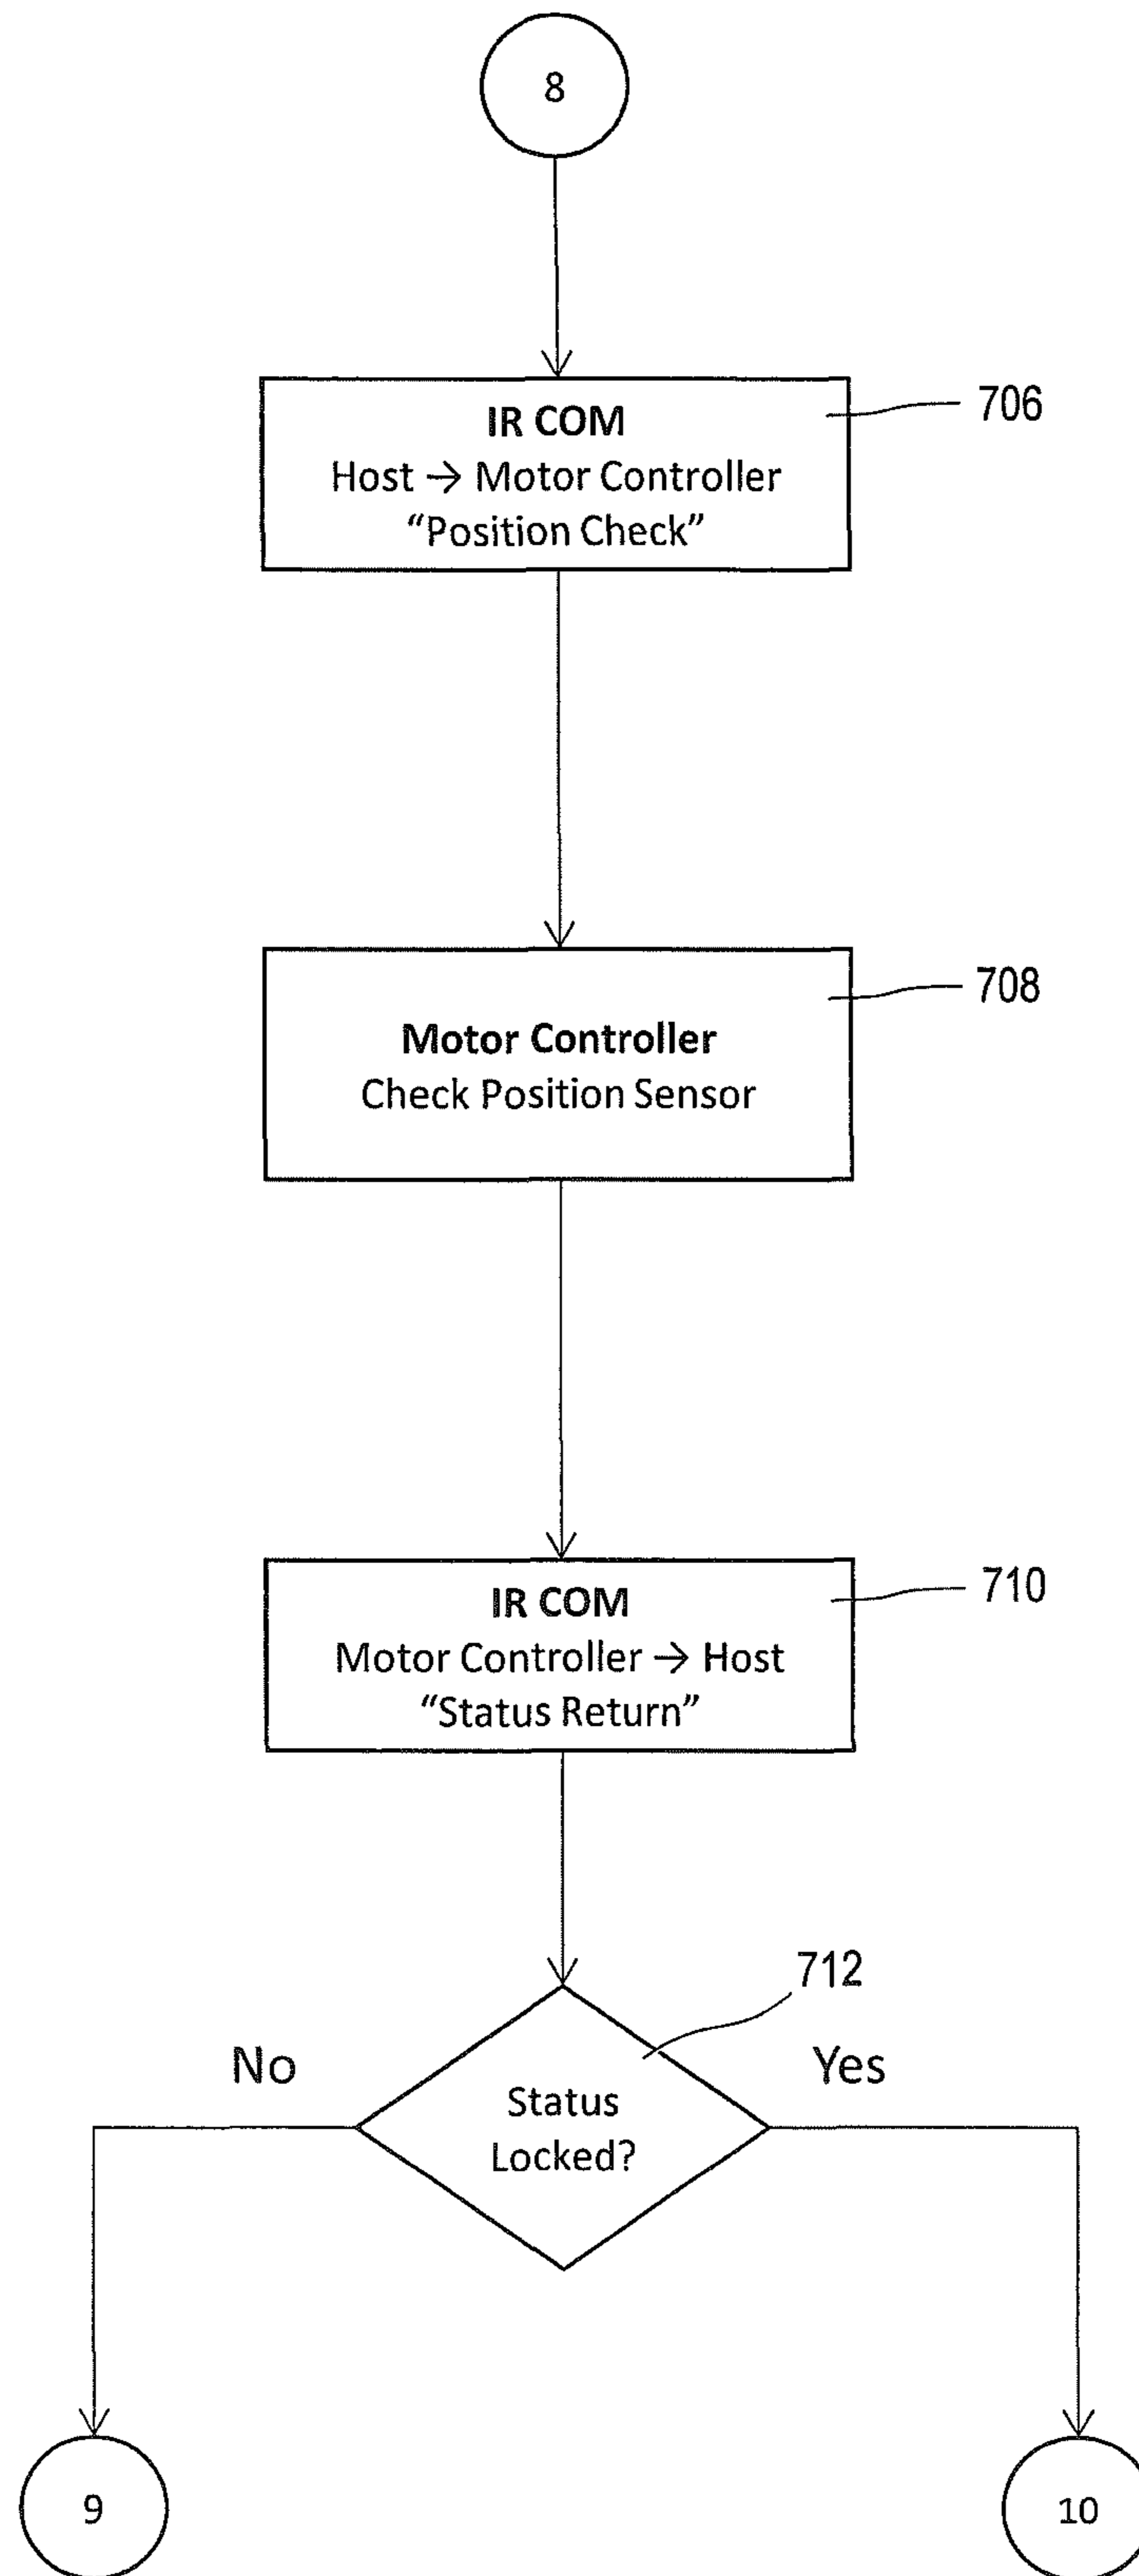 8
IR COM
706
Host → Motor Controller
“Position Check”
708
Motor Controller
Check Position Sensor
IR COM
710
Motor Controller → Host
“Status Return”
712
No
Yes
Status
Locked?
9
10